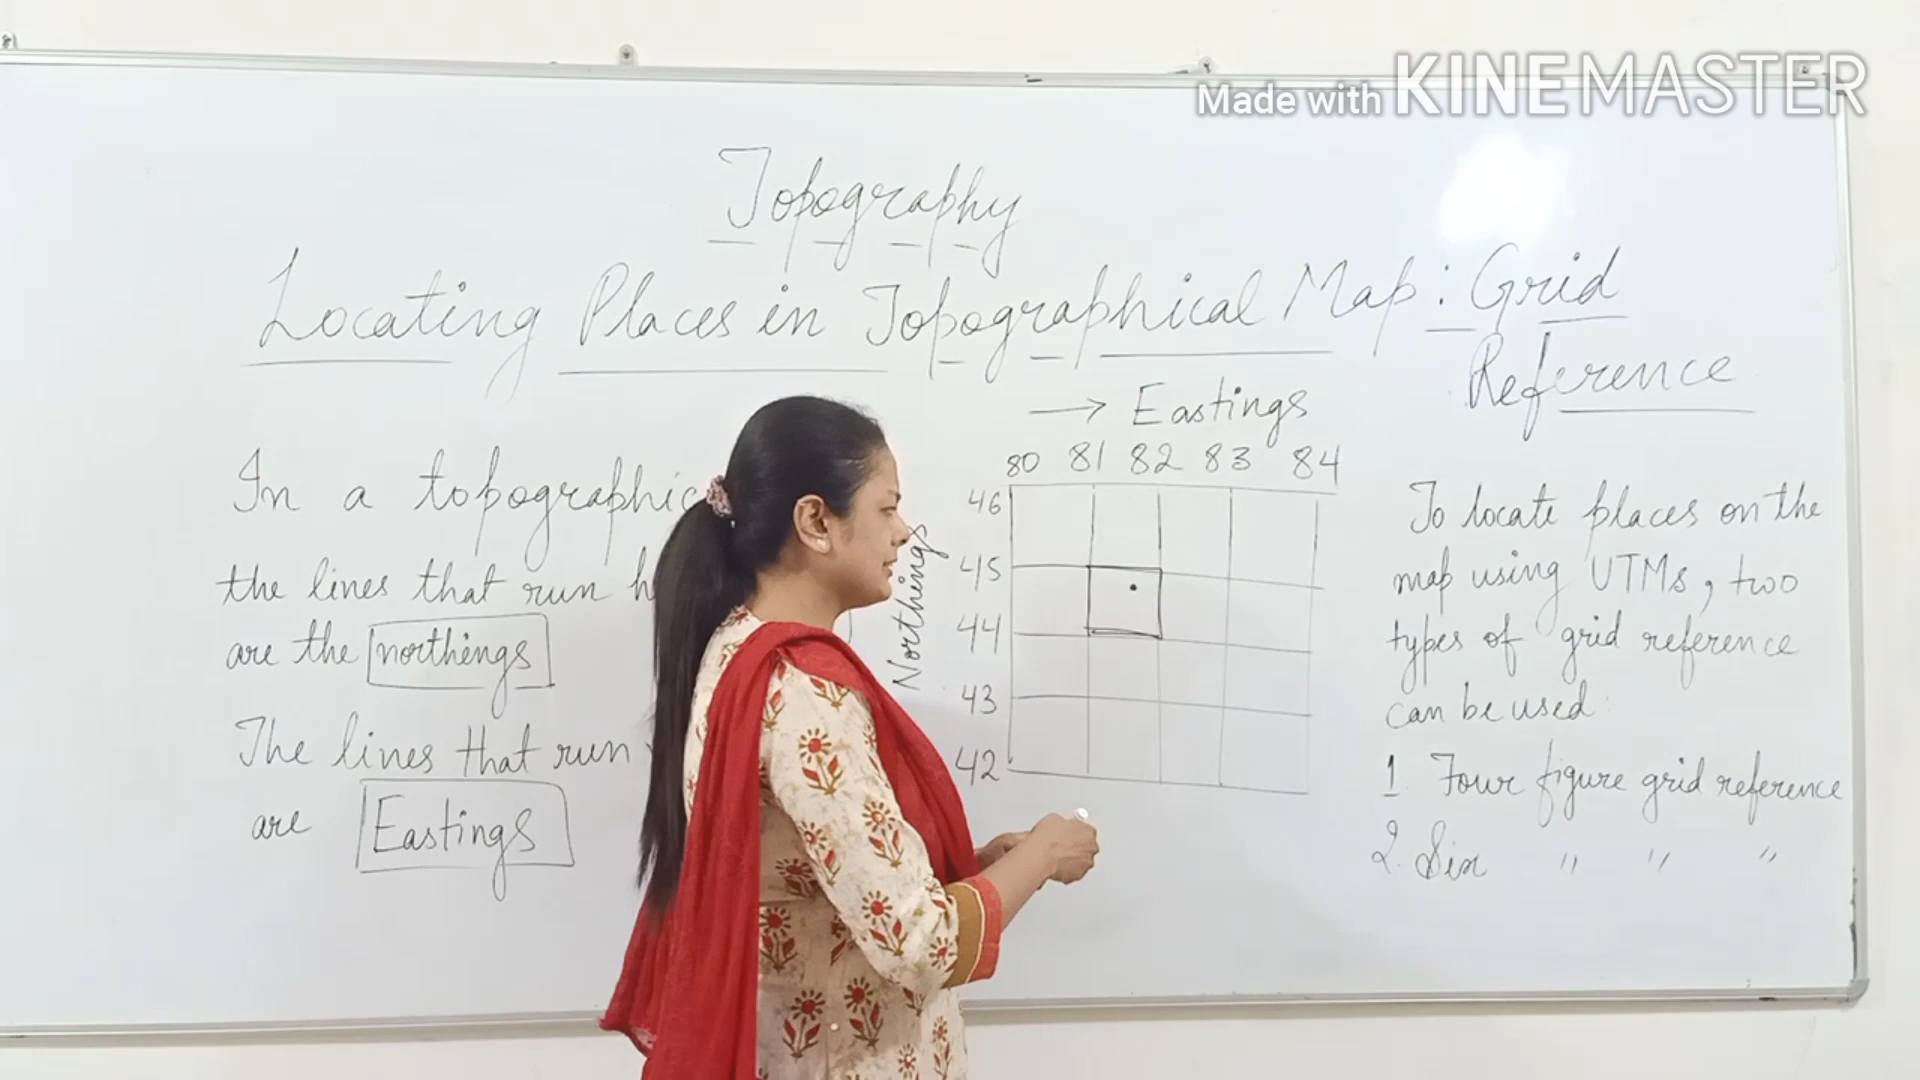 Made with KINEMASTER
Topography
Locating Places in Topographical Map : Grid
Reference
In a topographic
the lines that run h
are the northings
The lines that run
are Eastings
→ Eastings
80 81 82 83 84
Northings
46
45
44
43
42
To locate places on the
map using UTMs, two
types of grid reference
can be used:
1. Four figure grid reference
2. Six " " "